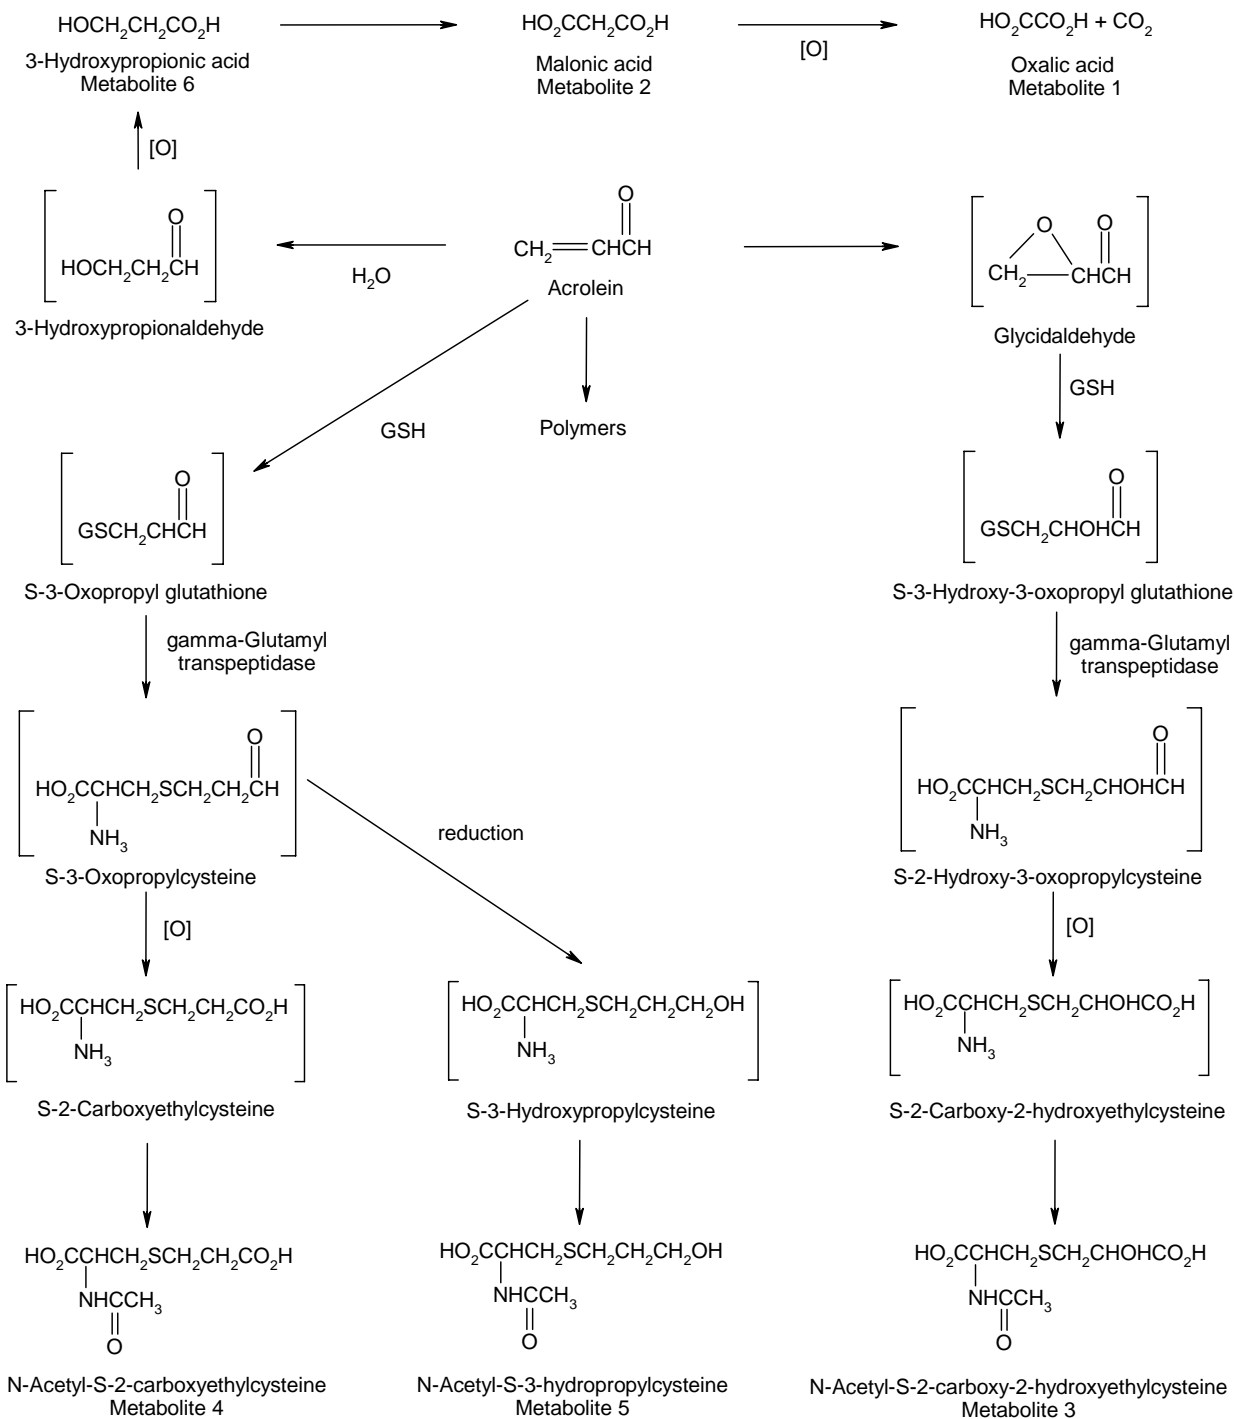 HOCH2CH2CO2H
3-Hydroxypropionic acid
Metabolite 6
HO2CCH2CO2H
Malonic acid
Metabolite 2
[O]
HO2CCO2H + CO2
Oxalic acid
Metabolite 1
[O]
O
HOCH2CH2CH
3-Hydroxypropionaldehyde
H2O
O
CH2=CHCH
Acrolein
O
O
CH2 CHCH
Glycidaldehyde
GSH
Polymers
GSH
O
GSCH2CHCH
S-3-Oxopropyl glutathione
O
GSCH2CHOHCH
S-3-Hydroxy-3-oxopropyl glutathione
gamma-Glutamyl
transpeptidase
gamma-Glutamyl
transpeptidase
O
HO2CCHCH2SCH2CH2CH
NH3
S-3-Oxopropylcysteine
reduction
O
HO2CCHCH2SCH2CHOHCH
NH3
S-2-Hydroxy-3-oxopropylcysteine
[O]
[O]
HO2CCHCH2SCH2CH2CO2H
NH3
S-2-Carboxyethylcysteine
HO2CCHCH2SCH2CH2CH2OH
NH3
S-3-Hydroxypropylcysteine
HO2CCHCH2SCH2CHOHCO2H
NH3
S-2-Carboxy-2-hydroxyethylcysteine
HO2CCHCH2SCH2CH2CO2H
NHCCH3
O
N-Acetyl-S-2-carboxyethylcysteine
Metabolite 4
HO2CCHCH2SCH2CH2CH2OH
NHCCH3
O
N-Acetyl-S-3-hydropropylcysteine
Metabolite 5
HO2CCHCH2SCH2CHOHCO2H
NHCCH3
O
N-Acetyl-S-2-carboxy-2-hydroxyethylcysteine
Metabolite 3